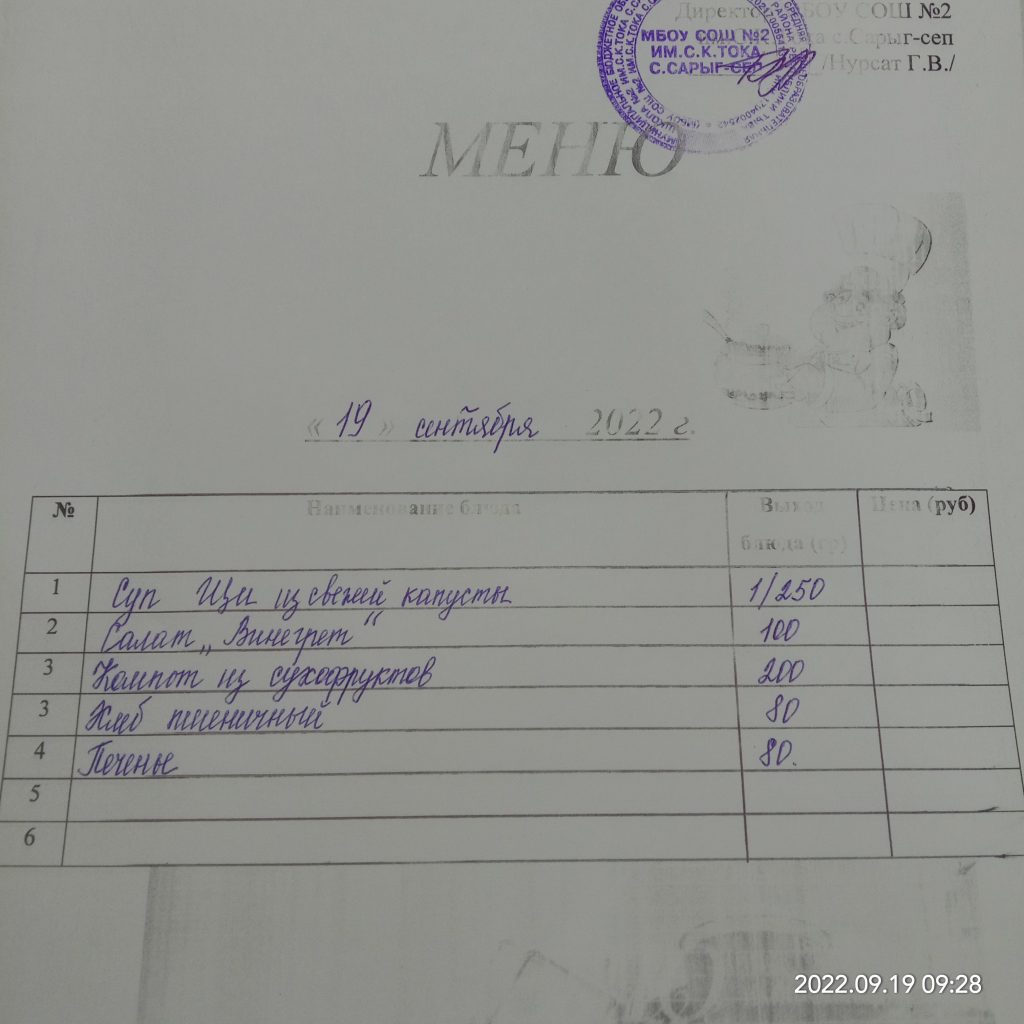 Директор МБОУ СОШ №2
с.Сарыг-сеп
/Нурсат Г.В./
МБОУ СОШ №2
ИМ.С.К.ТОКА
С.САРЫГ-СЕП
МЕНЮ
« 19 » сентября 2022 г.
№ Наименование блюда Выход блюда (гр) Цена (руб)
1 Суп Щи из свежей капусты 1/250
2 Салат „Винегрет“ 100
3 Компот из сухофруктов 200
3 Хлеб пшеничный 80
4 Печенье 80.
5
6
2022.09.19 09:28